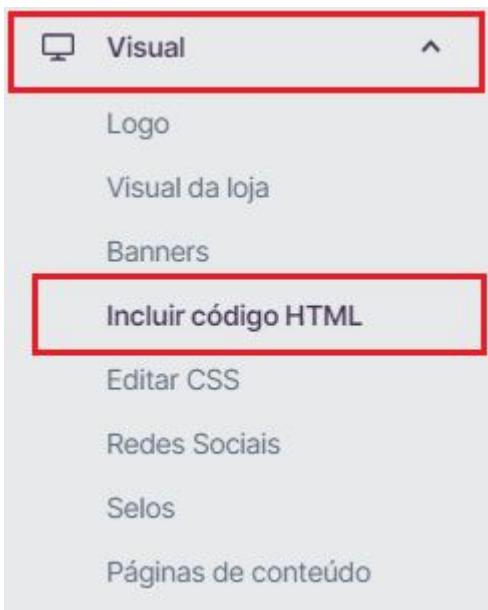 Visual
Logo
Visual da loja
Banners
Incluir código HTML
Editar CSS
Redes Sociais
Selos
Páginas de conteúdo